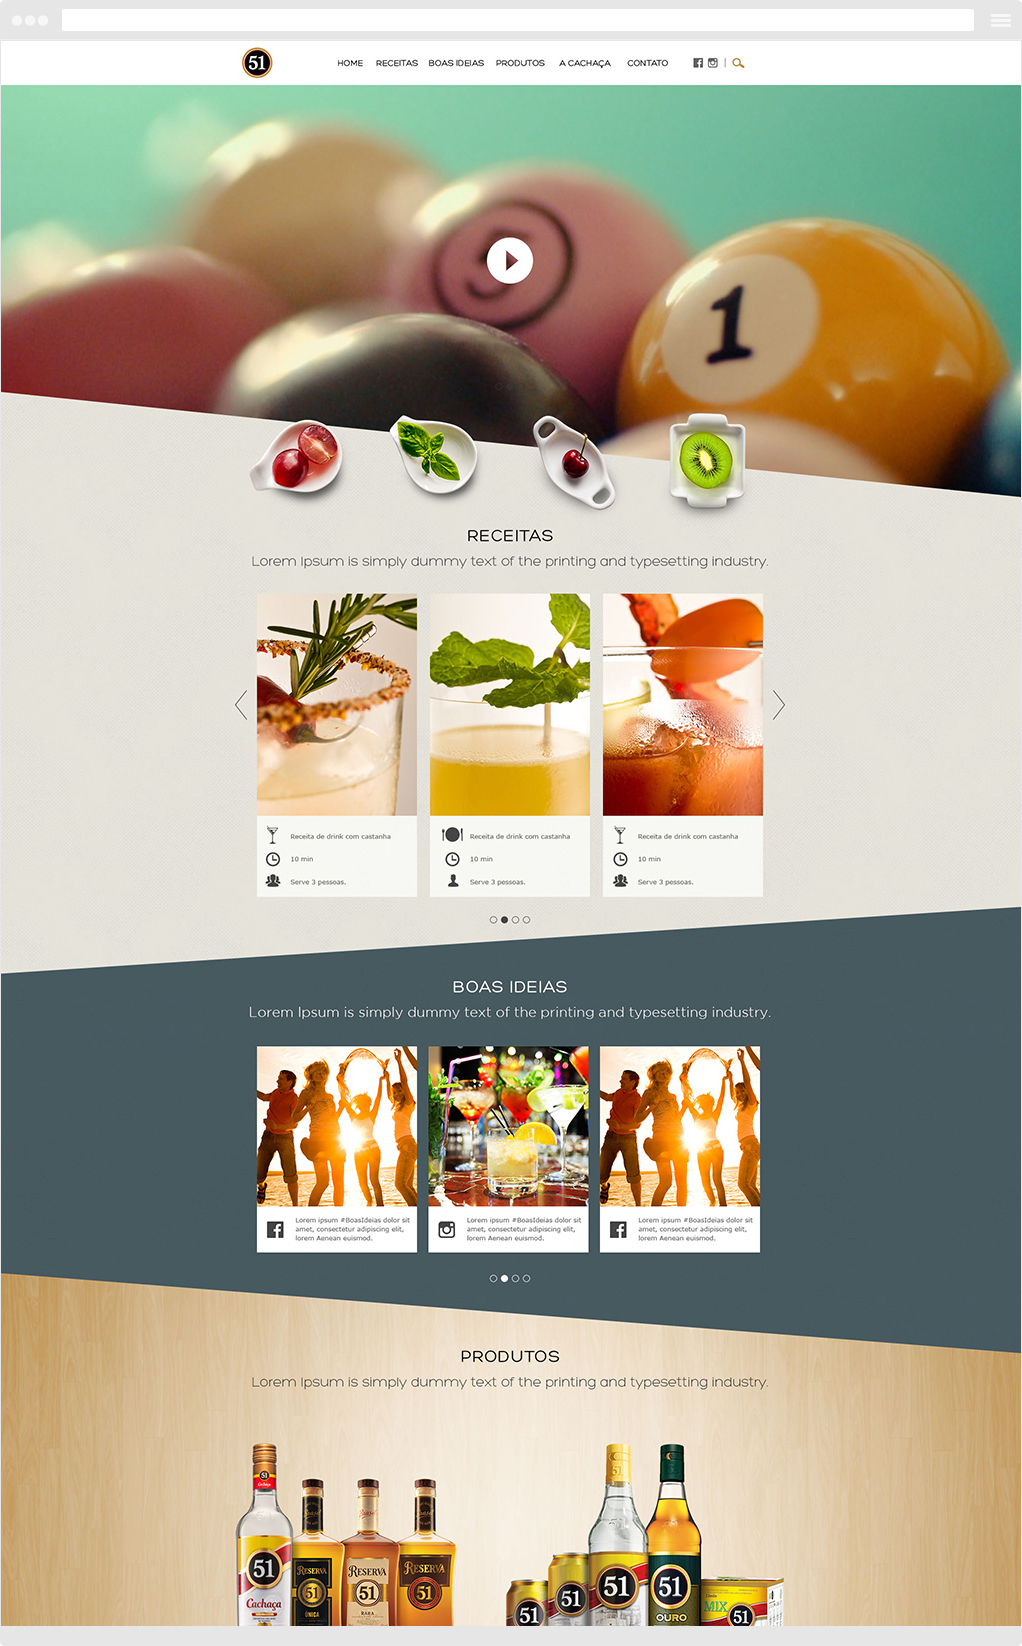 51
HOME RECEITAS BOAS IDEIAS PRODUTOS A CACHAÇA CONTATO
5
1
RECEITAS
Lorem Ipsum is simply dummy text of the printing and typesetting industry.
Receita de drink com castanha
10 min
Serve 3 pessoas.
Receita de drink com castanha
10 min
Serve 3 pessoas.
Receita de drink com castanha
10 min
Serve 3 pessoas.
BOAS IDEIAS
Lorem Ipsum is simply dummy text of the printing and typesetting industry.
Lorem ipsum #BoasIdeias dolor sit
amet, consectetur adipiscing elit,
lorem Aenean euismod.
Lorem ipsum #BoasIdeias dolor sit
amet, consectetur adipiscing elit,
lorem Aenean euismod.
Lorem ipsum #BoasIdeias dolor sit
amet, consectetur adipiscing elit,
lorem Aenean euismod.
PRODUTOS
Lorem Ipsum is simply dummy text of the printing and typesetting industry.
51
Cachaça
51
Cachaça
RESERVA
51
ÚNICA
RESERVA
51
RARA
RESERVA
51
51
51
51
51
51
OURO
MIX
51